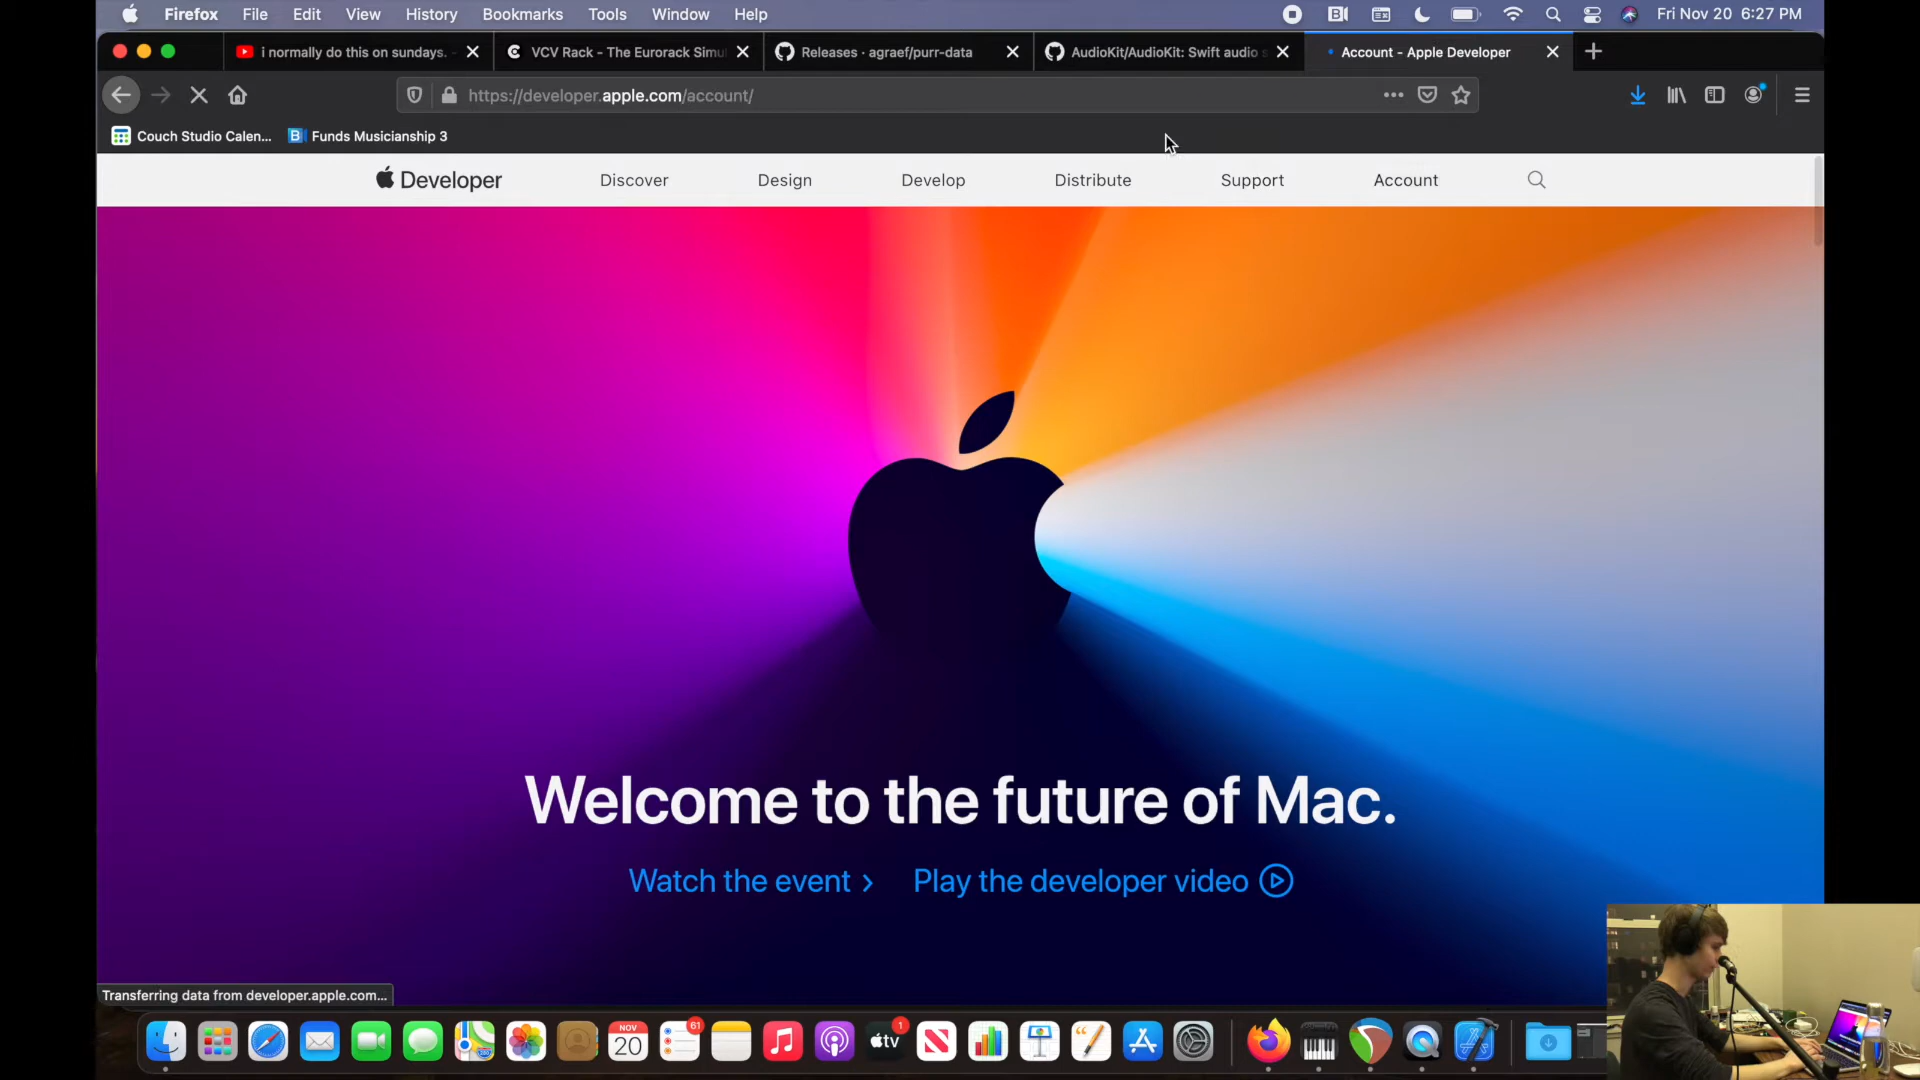 Firefox File Edit View History Bookmarks Tools Window Help Fri Nov 20 6:27 PM
i normally do this on sundays. - VCV Rack - The Eurorack Simu Releases · agraef/purr-data AudioKit/AudioKit: Swift audio s Account - Apple Developer
https://developer.apple.com/account/
Couch Studio Calen... Funds Musicianship 3
Developer Discover Design Develop Distribute Support Account
Welcome to the future of Mac.
Watch the event › Play the developer video
Transferring data from developer.apple.com...
NOV
20
61
tv
1